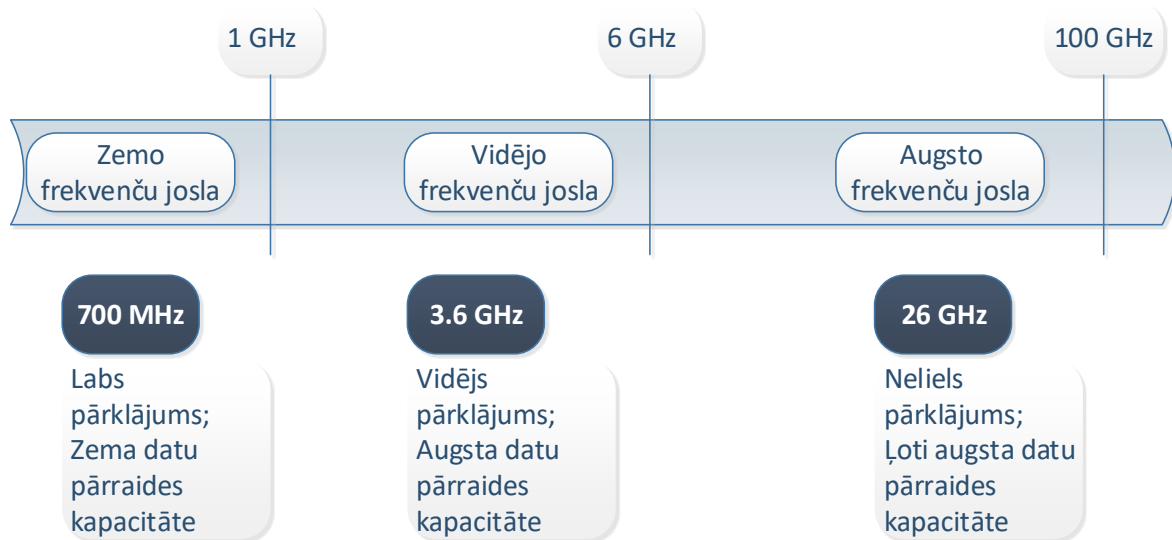 1 GHz
6 GHz
100 GHz
Zemo
frekvenču josla
Vidējo
frekvenču josla
Augsto
frekvenču josla
700 MHz
3.6 GHz
26 GHz
Labs
pārklājums;
Zema datu
pārraides
kapacitāte
Vidējs
pārklājums;
Augsta datu
pārraides
kapacitāte
Neliels
pārklājums;
Ļoti augsta datu
pārraides
kapacitāte